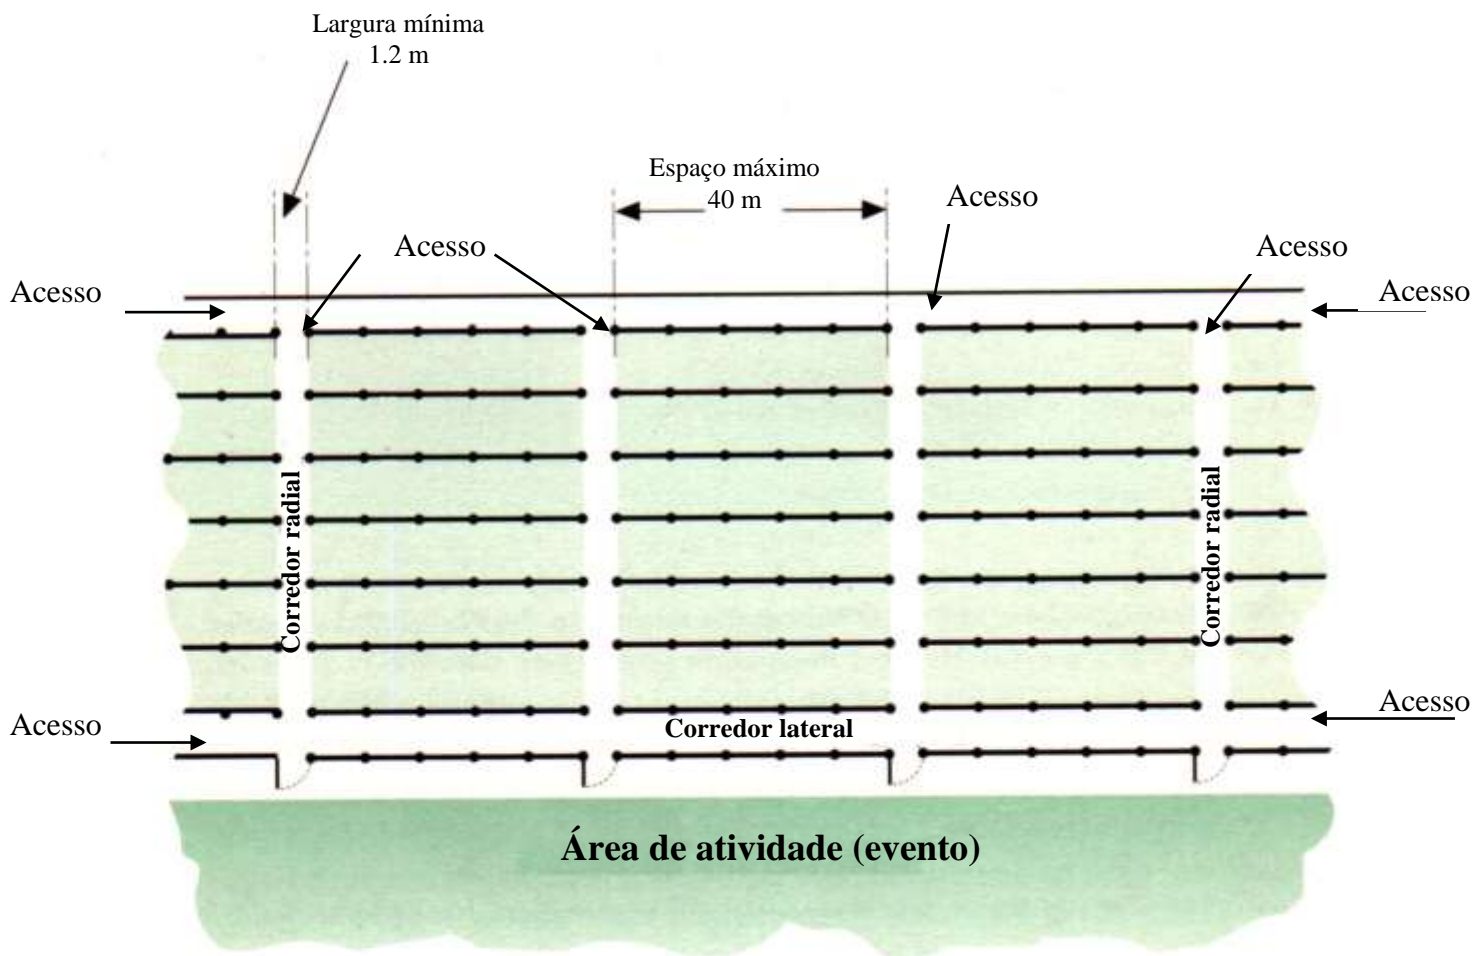 Largura mínima
1.2 m
Espaço máximo
40 m
Acesso
Acesso
Acesso
Acesso
Acesso
Corredor radial
Corredor radial
Acesso
Acesso
Corredor lateral
Área de atividade (evento)